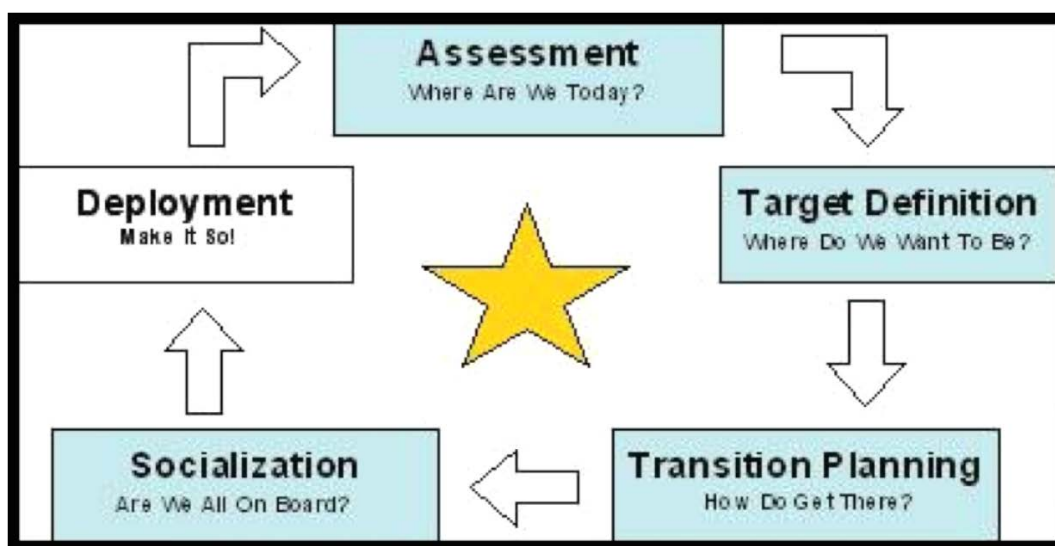 Assessment
Where Are We Today?
Target Definition
Where Do We Want To Be?
Transition Planning
How Do Get There?
Socialization
Are We All On Board?
Deployment
Make It So!